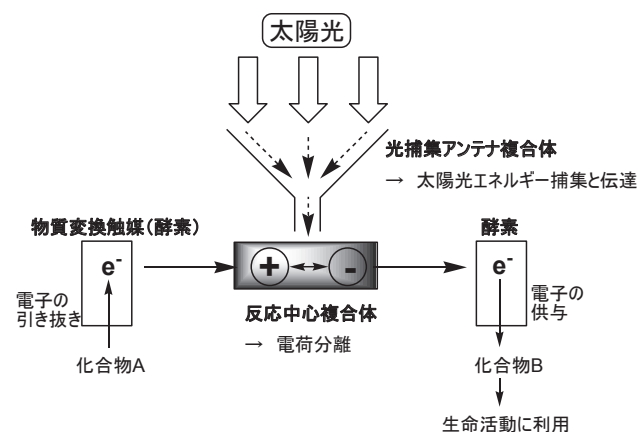 太陽光
光捕集アンテナ複合体
→ 太陽光エネルギー捕集と伝達
物質変換触媒(酵素)
酵素
e-
+
-
e-
電子の
引き抜き
反応中心複合体
→ 電荷分離
電子の
供与
化合物A
化合物B
生命活動に利用